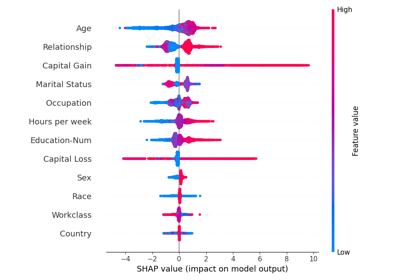 High
Age
Relationship
Capital Gain
Marital Status
Occupation
Hours per week
Education-Num
Capital Loss
Sex
Race
Workclass
Country
Feature value
Low
−4 −2 0 2 4 6 8 10
SHAP value (impact on model output)